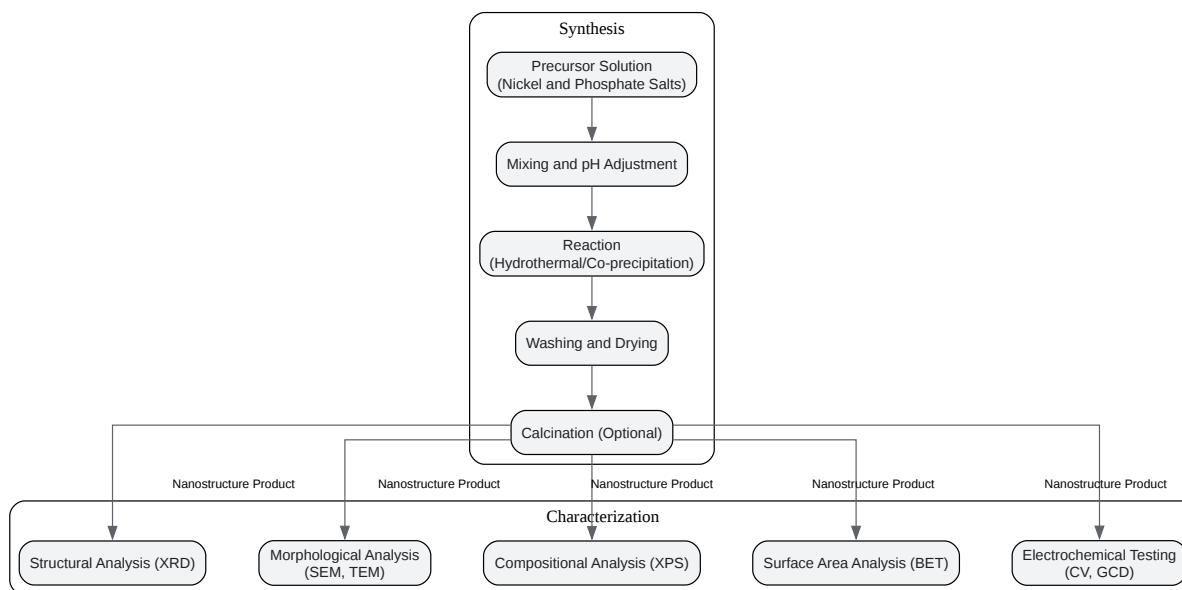 Synthesis
Precursor Solution
(Nickel and Phosphate Salts)
Mixing and pH Adjustment
Reaction
(Hydrothermal/Co-precipitation)
Washing and Drying
Calcination (Optional)
Nanostructure Product
Nanostructure Product
Nanostructure Product
Nanostructure Product
Nanostructure Product
Characterization
Structural Analysis (XRD)
Morphological Analysis
(SEM, TEM)
Compositional Analysis (XPS)
Surface Area Analysis (BET)
Electrochemical Testing
(CV, GCD)